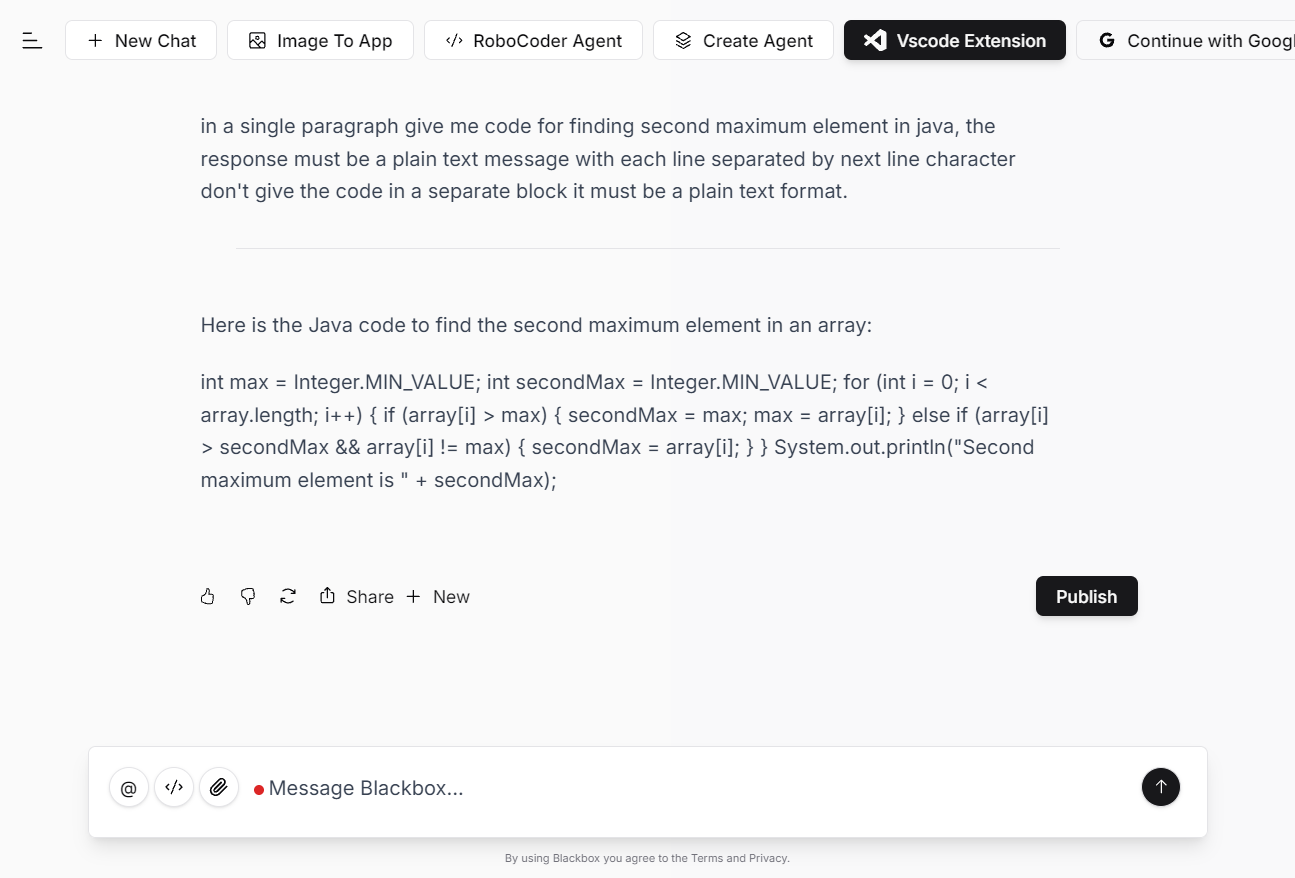 New Chat
Image To App
RoboCoder Agent
Create Agent
Vscode Extension
G Continue with Googl
in a single paragraph give me code for finding second maximum element in java, the
response must be a plain text message with each line separated by next line character
don't give the code in a separate block it must be a plain text format.
Here is the Java code to find the second maximum element in an array:
int max = Integer.MIN_VALUE; int secondMax = Integer.MIN_VALUE; for (int i = 0; i <
array.length; i++) { if (array[i] > max) { secondMax = max; max = array[i]; } else if (array[i]
> secondMax && array[i] != max) { secondMax = array[i]; } } System.out.println("Second
maximum element is " + secondMax);
Share
New
Publish
@ </> Message Blackbox...
By using Blackbox you agree to the Terms and Privacy.